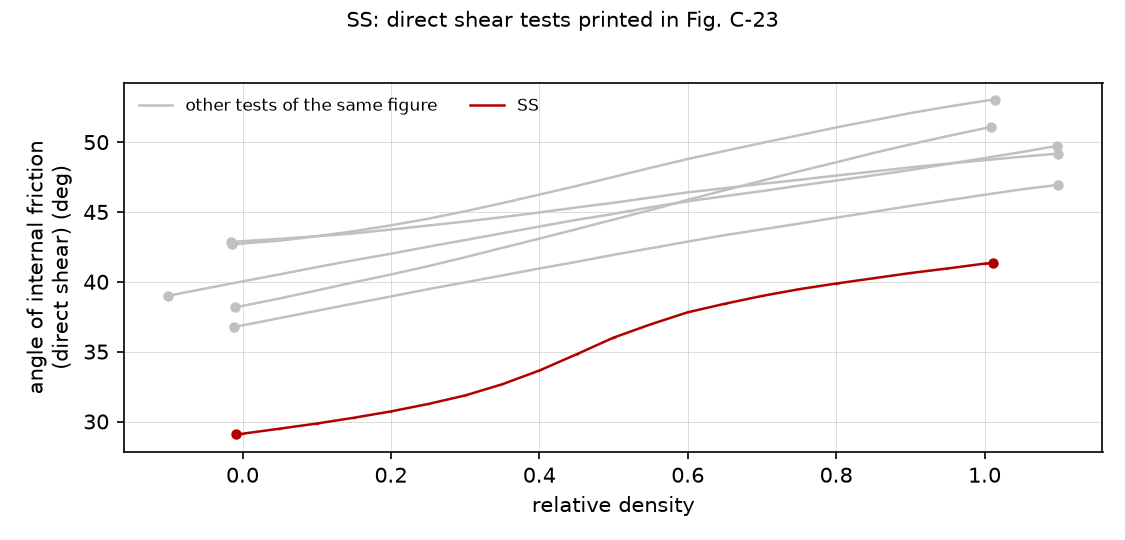 SS: direct shear tests printed in Fig. C-23
other tests of the same figure
SS
angle of internal friction
(direct shear) (deg)
50
45
40
35
30
0.0
0.2
0.4
0.6
0.8
1.0
relative density